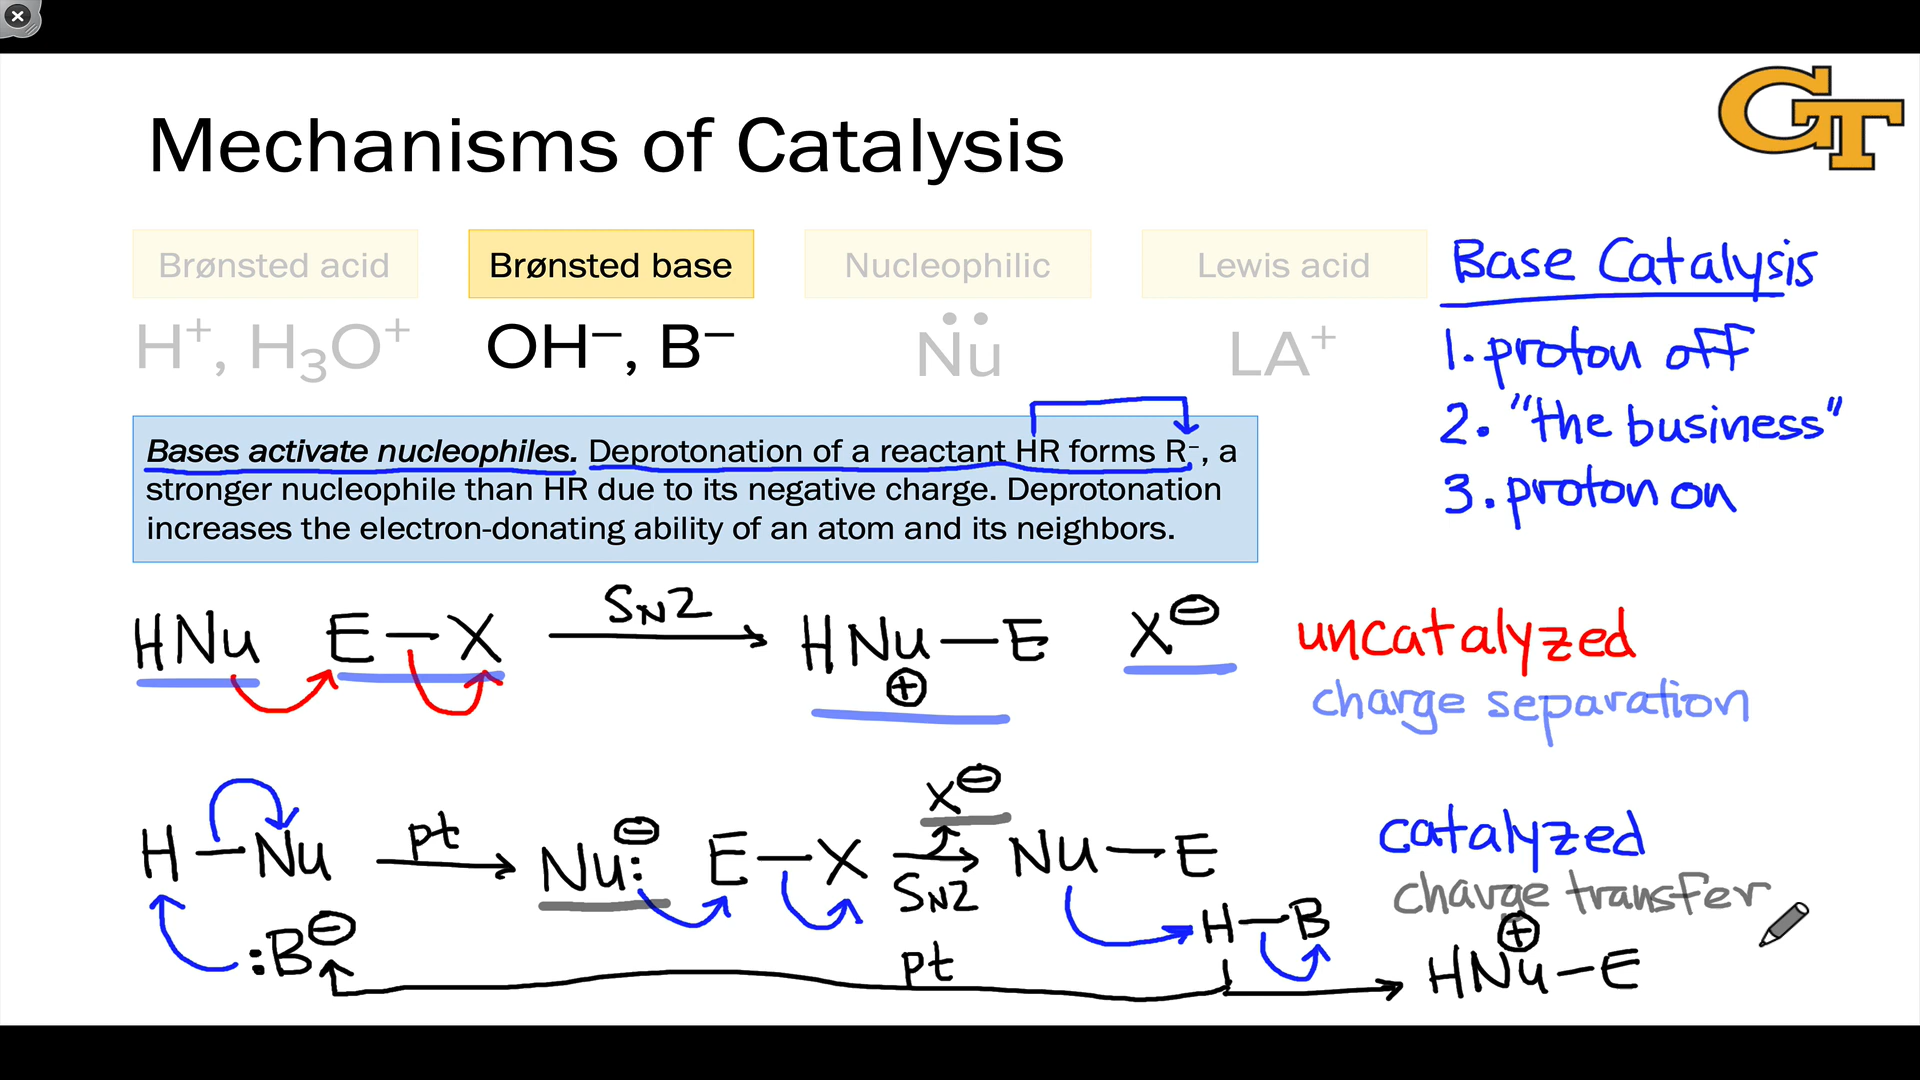 GT
Mechanisms of Catalysis
Brønsted acid
Brønsted base
Nucleophilic
Lewis acid
H⁺, H₃O⁺
OH⁻, B⁻
N̈u
LA⁺
Base Catalysis
1. proton off
2. "the business"
3. proton on
Bases activate nucleophiles. Deprotonation of a reactant HR forms R⁻, a
stronger nucleophile than HR due to its negative charge. Deprotonation
increases the electron-donating ability of an atom and its neighbors.
HNu E–X SN2 HNu–E ⊕ X⊖
uncatalyzed
charge separation
H–Nu pt Nu:⊖ E–X SN2 X⊖ Nu–E
catalyzed
charge transfer
:B⊖ pt H–B HNu–E ⊕